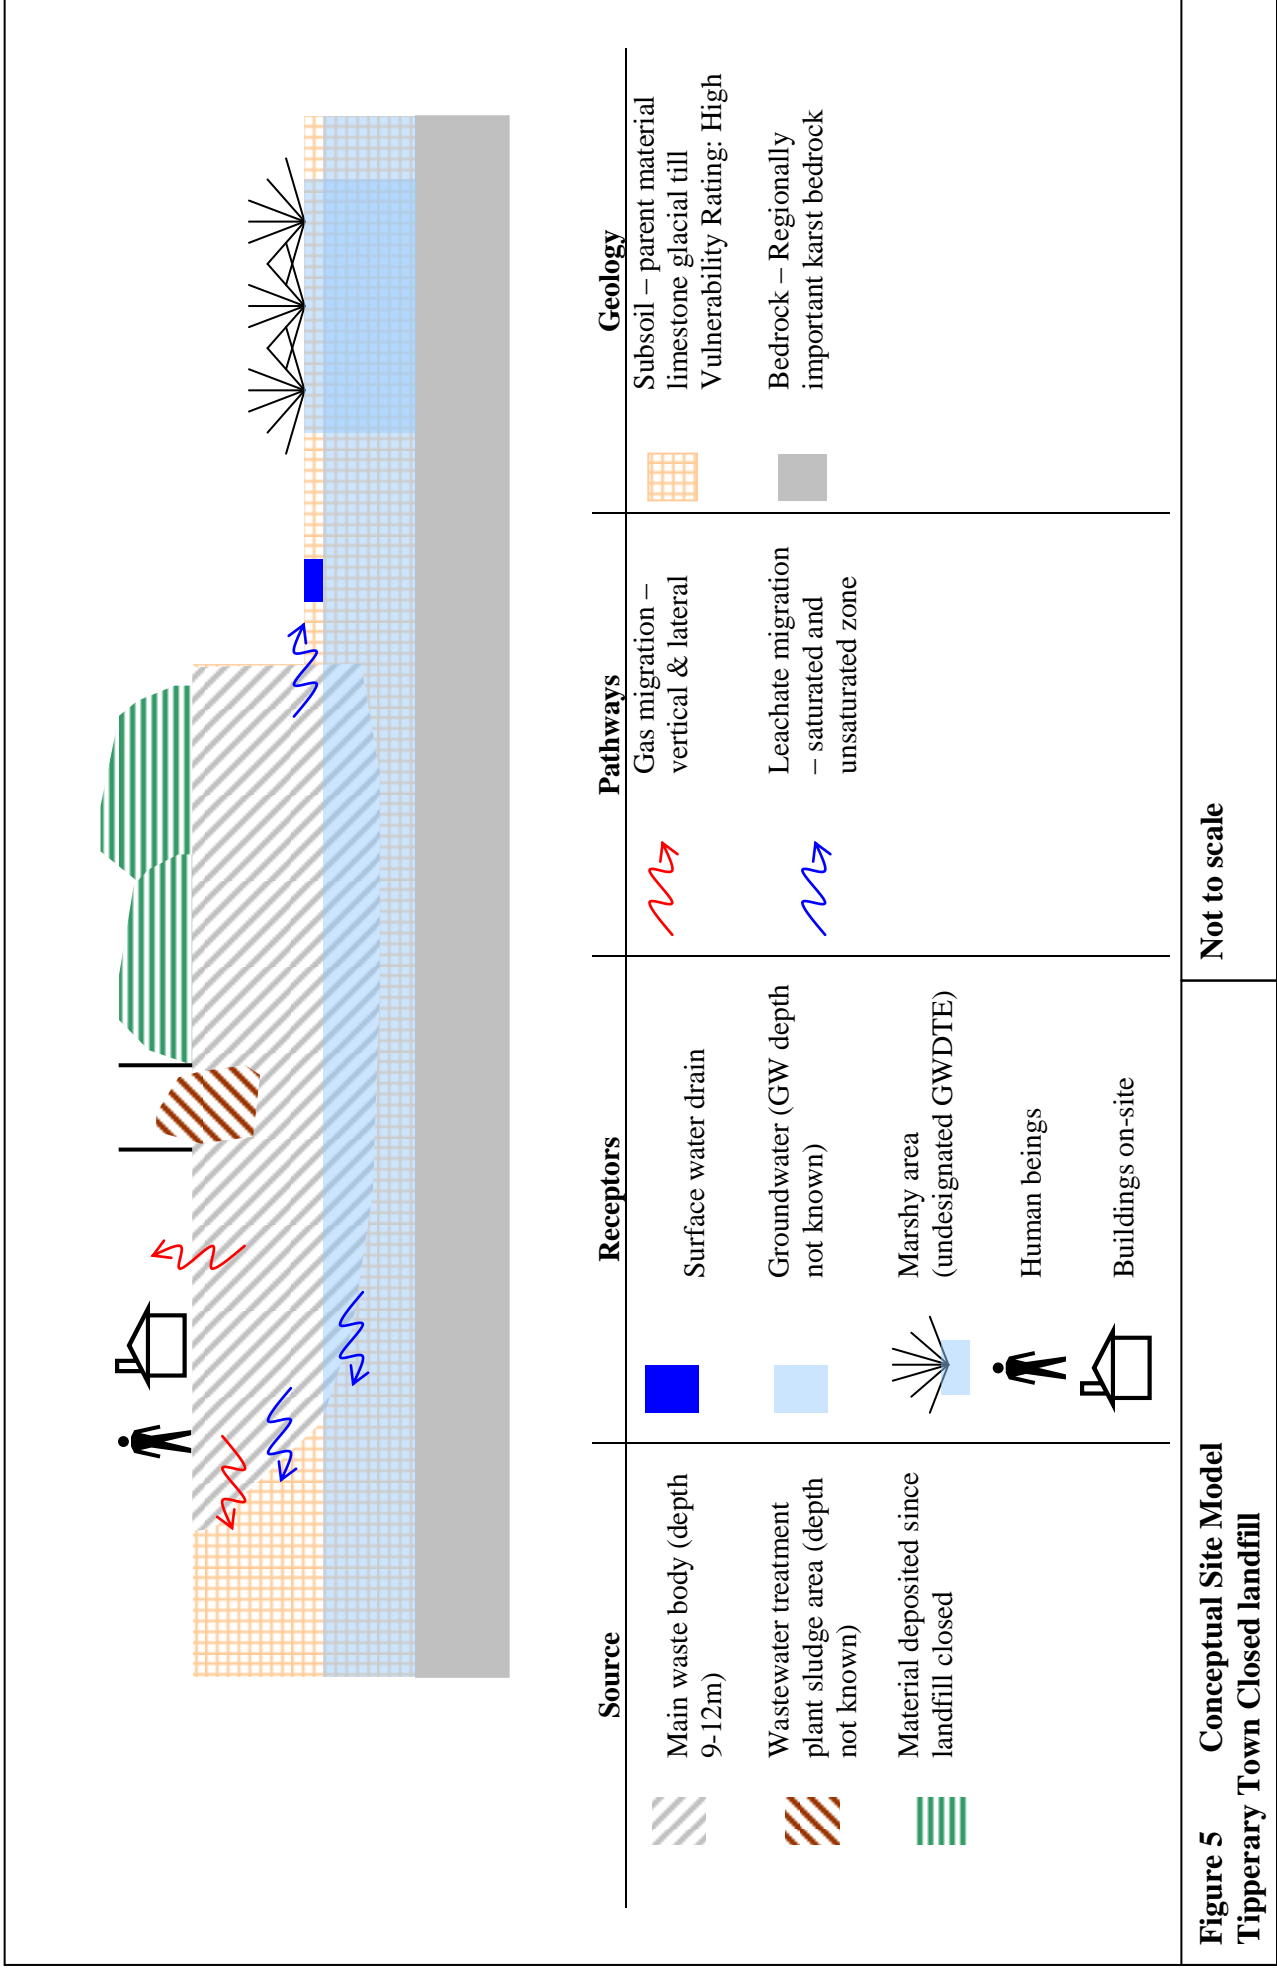 Source
Main waste body (depth
9-12m)
Wastewater treatment
plant sludge area (depth
not known)
Material deposited since
landfill closed
Receptors
Surface water drain
Groundwater (GW depth
not known)
Marshy area
(undesignated GWDTE)
Human beings
Buildings on-site
Pathways
Gas migration –
vertical & lateral
Leachate migration
– saturated and
unsaturated zone
Geology
Subsoil – parent material
limestone glacial till
Vulnerability Rating: High
Bedrock – Regionally
important karst bedrock
Figure 5 Conceptual Site Model
Tipperary Town Closed landfill
Not to scale